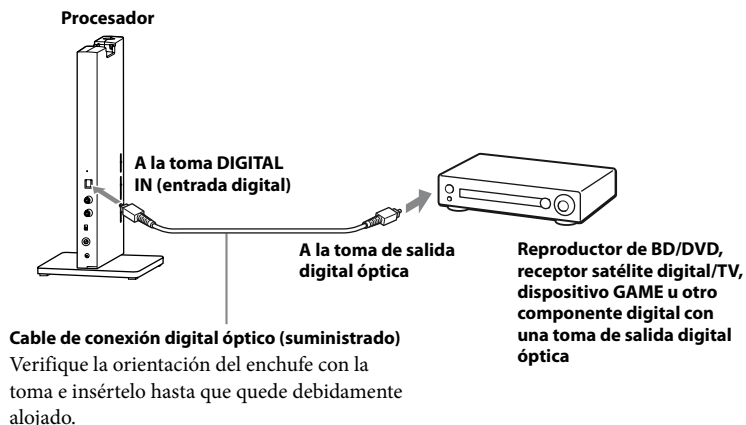 Procesador
A la toma DIGITAL
IN (entrada digital)
A la toma de salida
digital óptica
Reproductor de BD/DVD,
receptor satélite digital/TV,
dispositivo GAME u otro
componente digital con
una toma de salida digital
óptica
Cable de conexión digital óptico (suministrado)
Verifique la orientación del enchufe con la
toma e insértelo hasta que quede debidamente
alojado.